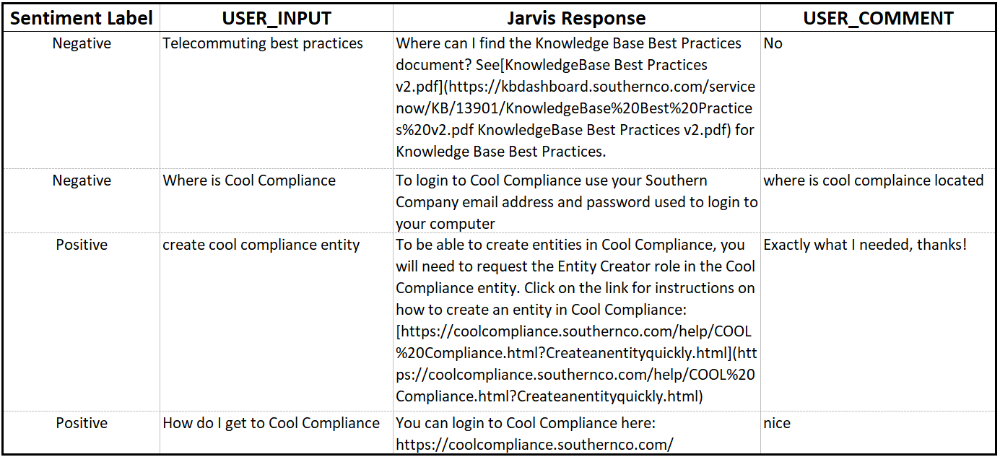 Sentiment Label USER_INPUT Jarvis Response USER_COMMENT
Negative Telecommuting best practices Where can I find the Knowledge Base Best Practices No
document? See[KnowledgeBase Best Practices
v2.pdf](https://kbdashboard.southernco.com/service
now/KB/13901/KnowledgeBase%20Best%20Practice
s%20v2.pdf KnowledgeBase Best Practices v2.pdf) for
Knowledge Base Best Practices.
Negative Where is Cool Compliance To login to Cool Compliance use your Southern where is cool complaince located
Company email address and password used to login to
your computer
Positive create cool compliance entity To be able to create entities in Cool Compliance, you Exactly what I needed, thanks!
will need to request the Entity Creator role in the Cool
Compliance entity. Click on the link for instructions on
how to create an entity in Cool Compliance:
[https://coolcompliance.southernco.com/help/COOL
%20Compliance.html?Createanentityquickly.html](htt
ps://coolcompliance.southernco.com/help/COOL%20
Compliance.html?Createanentityquickly.html)
Positive How do I get to Cool Compliance You can login to Cool Compliance here: nice
https://coolcompliance.southernco.com/